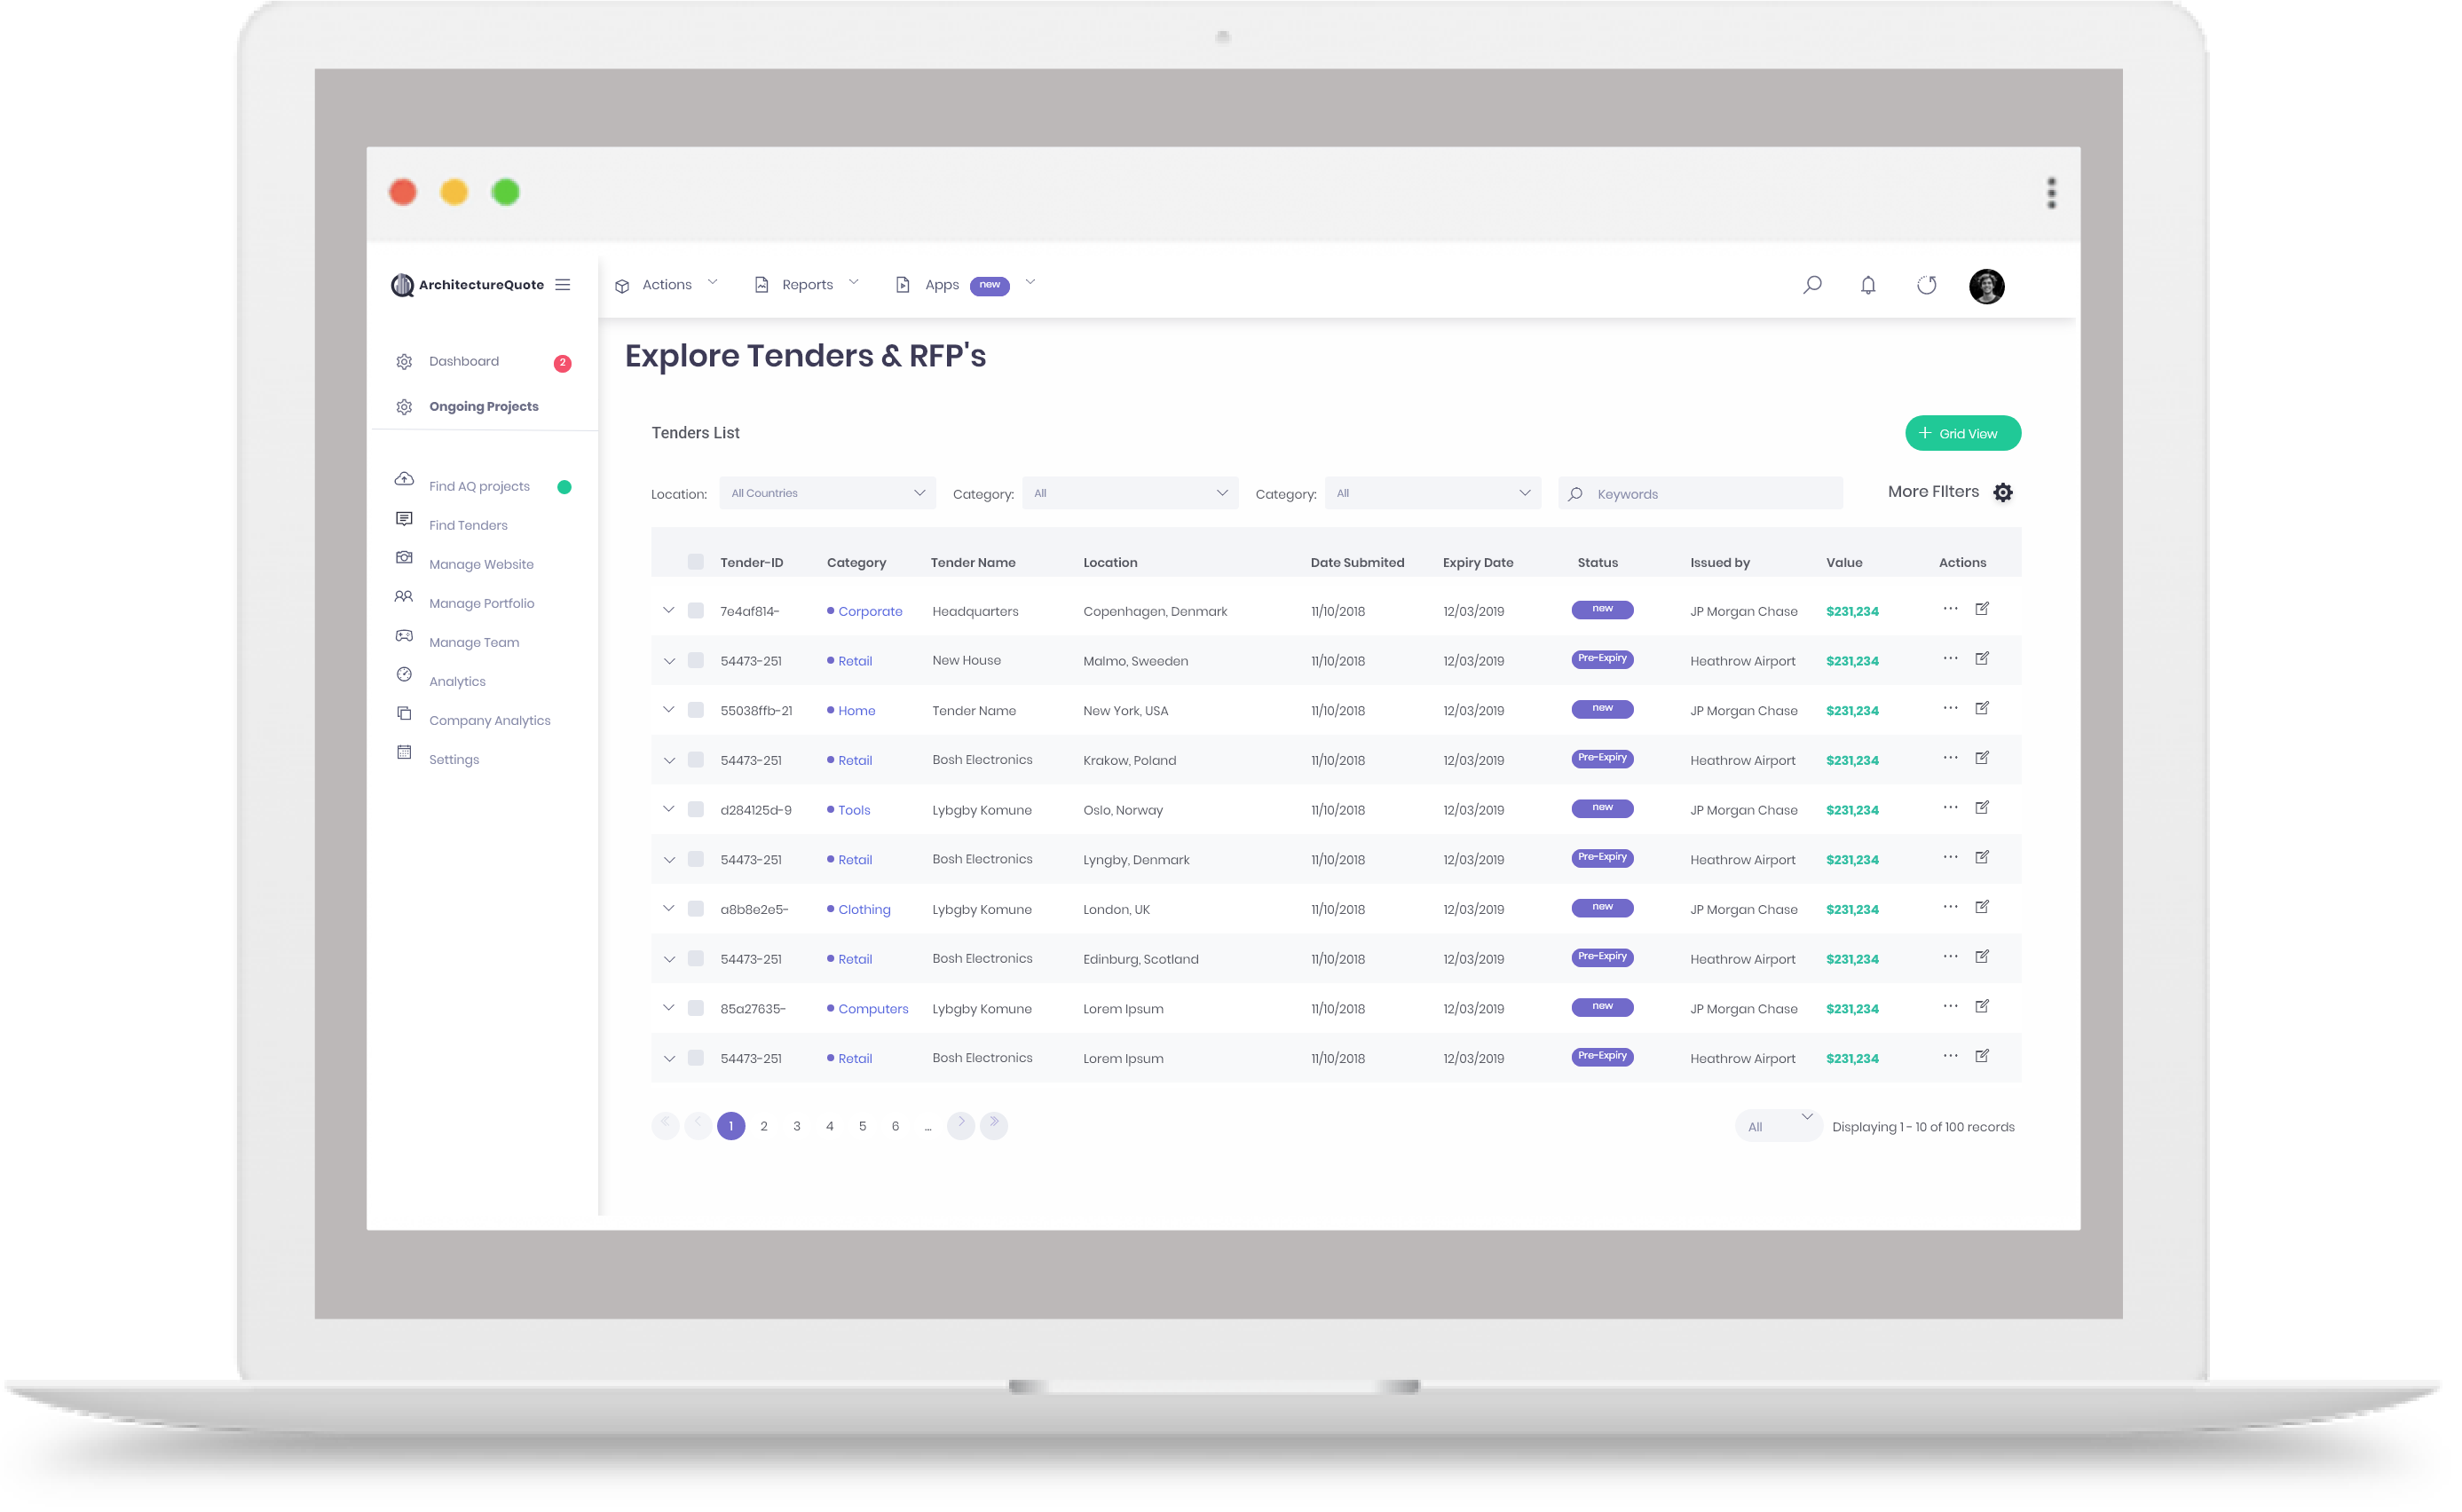 ArchitectureQuote
Actions Reports Apps new
Dashboard 2
Ongoing Projects
Find AQ projects
Find Tenders
Manage Website
Manage Portfolio
Manage Team
Analytics
Company Analytics
Settings
Explore Tenders & RFP's
Tenders List + Grid View
Location: All Countries Category: All Category: All Keywords More FIlters
Tender-ID Category Tender Name Location Date Submited Expiry Date Status Issued by Value Actions
7e4af814- Corporate Headquarters Copenhagen, Denmark 11/10/2018 12/03/2019 new JP Morgan Chase $231,234 ...
54473-251 Retail New House Malmo, Sweeden 11/10/2018 12/03/2019 Pre-Expiry Heathrow Airport $231,234 ...
55038ffb-21 Home Tender Name New York, USA 11/10/2018 12/03/2019 new JP Morgan Chase $231,234 ...
54473-251 Retail Bosh Electronics Krakow, Poland 11/10/2018 12/03/2019 Pre-Expiry Heathrow Airport $231,234 ...
d284125d-9 Tools Lybgby Komune Oslo, Norway 11/10/2018 12/03/2019 new JP Morgan Chase $231,234 ...
54473-251 Retail Bosh Electronics Lyngby, Denmark 11/10/2018 12/03/2019 Pre-Expiry Heathrow Airport $231,234 ...
a8b8e2e5- Clothing Lybgby Komune London, UK 11/10/2018 12/03/2019 new JP Morgan Chase $231,234 ...
54473-251 Retail Bosh Electronics Edinburg, Scotland 11/10/2018 12/03/2019 Pre-Expiry Heathrow Airport $231,234 ...
85a27635- Computers Lybgby Komune Lorem Ipsum 11/10/2018 12/03/2019 new JP Morgan Chase $231,234 ...
54473-251 Retail Bosh Electronics Lorem Ipsum 11/10/2018 12/03/2019 Pre-Expiry Heathrow Airport $231,234 ...
1 2 3 4 5 6 ... All Displaying 1 - 10 of 100 records